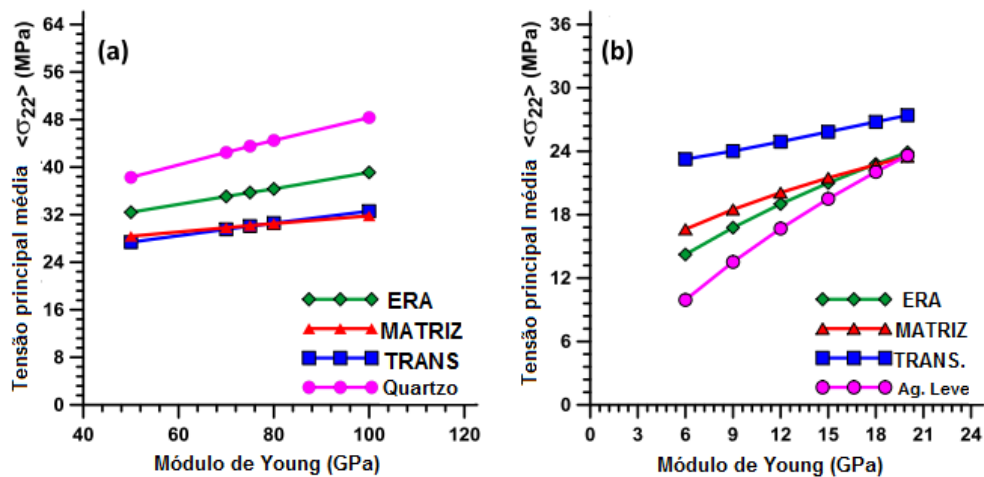 (a)
Tensão principal média <σ22> (MPa)
64
56
48
40
32
24
16
8
0
40
60
80
100
120
Módulo de Young (GPa)
ERA
MATRIZ
TRANS
Quartzo
(b)
Tensão principal média <σ22> (MPa)
36
30
24
18
12
6
0
0
3
6
9
12
15
18
21
24
Módulo de Young (GPa)
ERA
MATRIZ
TRANS.
Ag. Leve